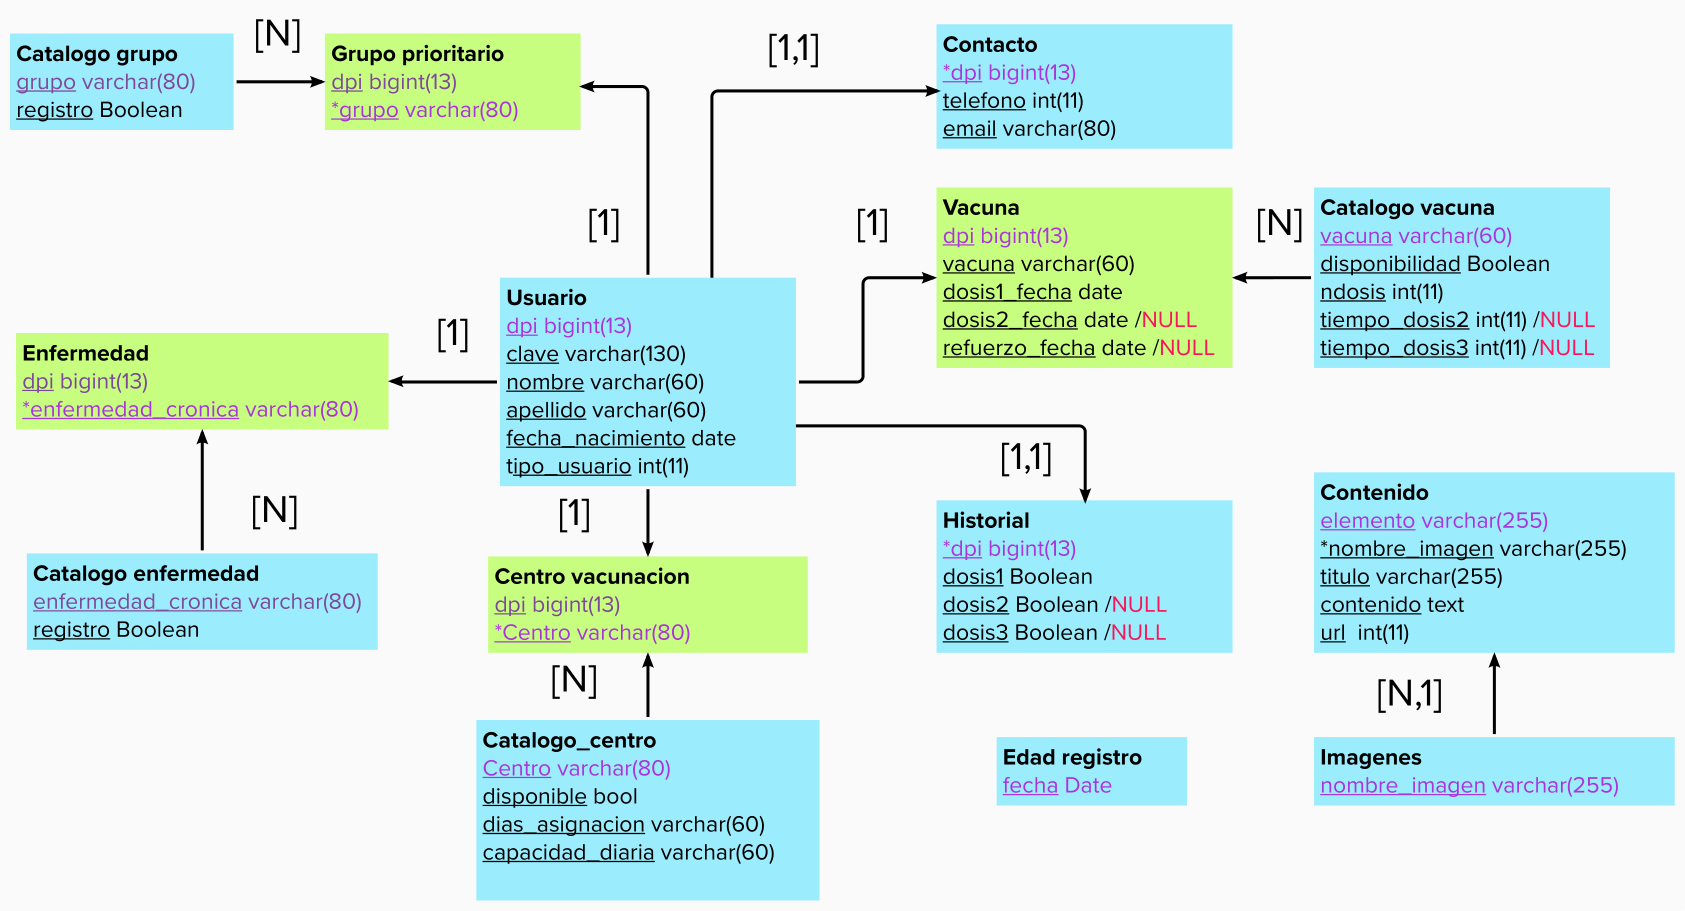 Catalogo grupo
grupo varchar(80)
registro Boolean
[N]
Grupo prioritario
dpi bigint(13)
*grupo varchar(80)
[1,1]
Contacto
*dpi bigint(13)
telefono int(11)
email varchar(80)
[1]
[1]
Vacuna
dpi bigint(13)
vacuna varchar(60)
dosis1_fecha date
dosis2_fecha date /NULL
refuerzo_fecha date /NULL
[N]
Catalogo vacuna
vacuna varchar(60)
disponibilidad Boolean
ndosis int(11)
tiempo_dosis2 int(11) /NULL
tiempo_dosis3 int(11) /NULL
Usuario
dpi bigint(13)
clave varchar(130)
nombre varchar(60)
apellido varchar(60)
fecha_nacimiento date
tipo_usuario int(11)
[1]
Enfermedad
dpi bigint(13)
*enfermedad_cronica varchar(80)
[N]
Catalogo enfermedad
enfermedad_cronica varchar(80)
registro Boolean
[1]
Centro vacunacion
dpi bigint(13)
*Centro varchar(80)
[N]
Catalogo_centro
Centro varchar(80)
disponible bool
dias_asignacion varchar(60)
capacidad_diaria varchar(60)
[1,1]
Historial
*dpi bigint(13)
dosis1 Boolean
dosis2 Boolean /NULL
dosis3 Boolean /NULL
Contenido
elemento varchar(255)
*nombre_imagen varchar(255)
titulo varchar(255)
contenido text
url int(11)
[N,1]
Edad registro
fecha Date
Imagenes
nombre_imagen varchar(255)